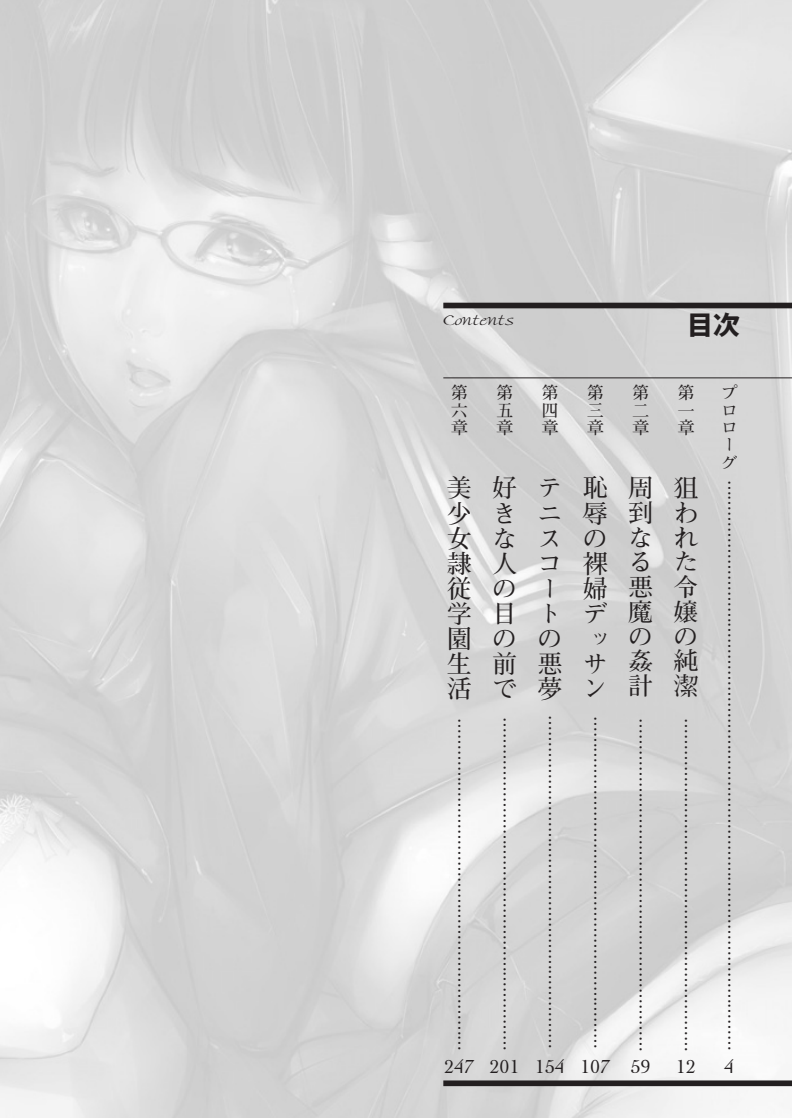 目次
Contents
プロローグ 4
第一章 狙われた令嬢の純潔 12
第二章 周到なる悪魔の姦計 59
第三章 恥辱の裸婦デッサン 107
第四章 テニスコートの悪夢 154
第五章 好きな人の目の前で 201
第六章 美少女隷従学園生活 247